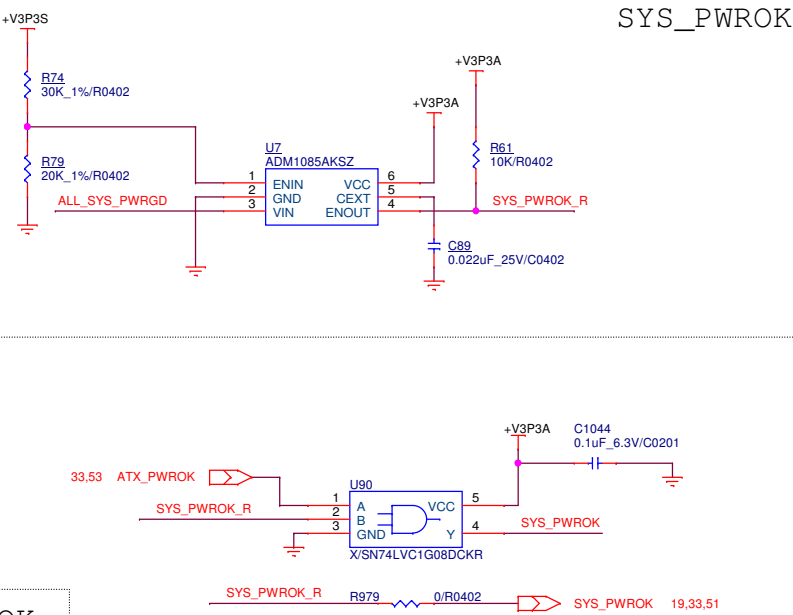 SYS_PWROK
+V3P3S
R74
30K_1%/R0402
R79
20K_1%/R0402
ALL_SYS_PWRGD
U7
ADM1085AKSZ
1
2
3
ENIN
GND
VIN
VCC
CEXT
ENOUT
6
5
4
+V3P3A
+V3P3A
R61
10K/R0402
SYS_PWROK_R
C89
0.022uF_25V/C0402
33,53 ATX_PWROK
SYS_PWROK_R
U90
1
2
3
A
B
GND
VCC
Y
5
4
X/SN74LVC1G08DCKR
+V3P3A
C1044
0.1uF_6.3V/C0201
SYS_PWROK
SYS_PWROK_R
R979
0/R0402
SYS_PWROK 19,33,51